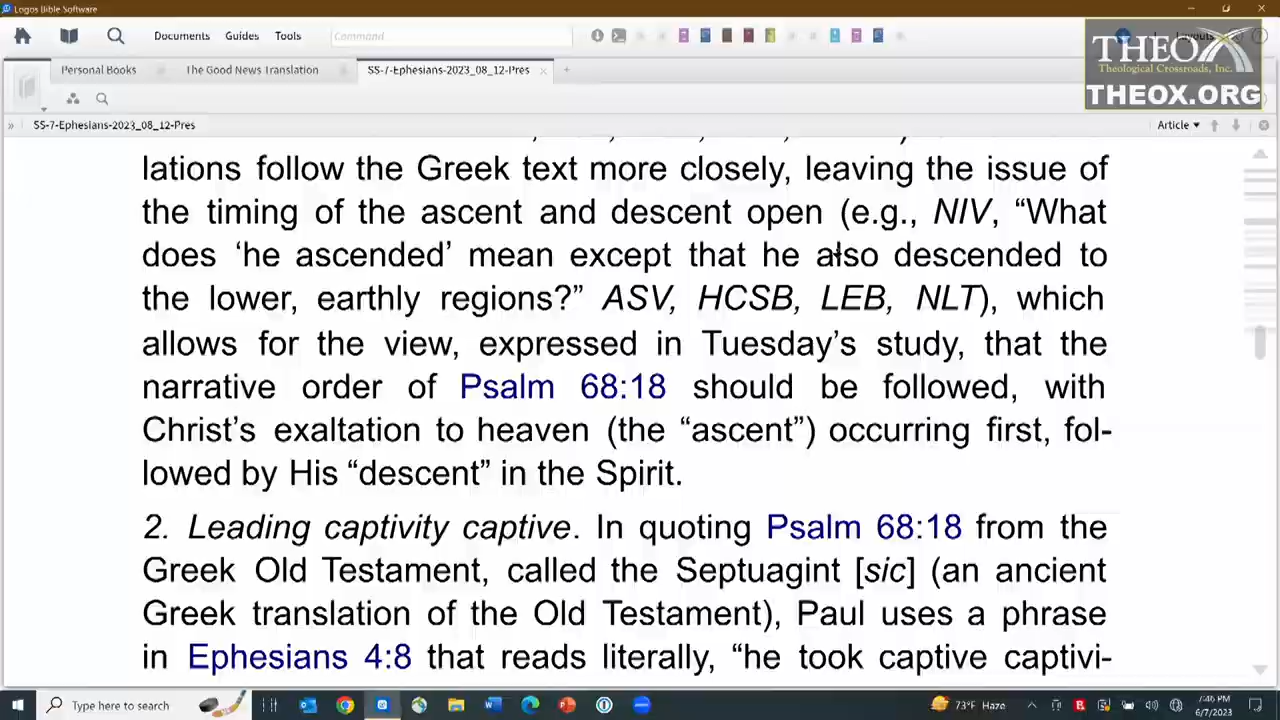 Logos Bible Software
Documents Guides Tools Command Layouts
THEOX
Theological Crossroads, Inc.
THEOX.ORG
Personal Books The Good News Translation SS-7-Ephesians-2023_08_12-Pres
SS-7-Ephesians-2023_08_12-Pres Article
lations follow the Greek text more closely, leaving the issue of
the timing of the ascent and descent open (e.g., NIV, “What
does ‘he ascended’ mean except that he also descended to
the lower, earthly regions?” ASV, HCSB, LEB, NLT), which
allows for the view, expressed in Tuesday’s study, that the
narrative order of Psalm 68:18 should be followed, with
Christ’s exaltation to heaven (the “ascent”) occurring first, fol-
lowed by His “descent” in the Spirit.
2. Leading captivity captive. In quoting Psalm 68:18 from the
Greek Old Testament, called the Septuagint [sic] (an ancient
Greek translation of the Old Testament), Paul uses a phrase
in Ephesians 4:8 that reads literally, “he took captive captivi-
Type here to search 73°F Haze 7:46 PM
6/7/2023